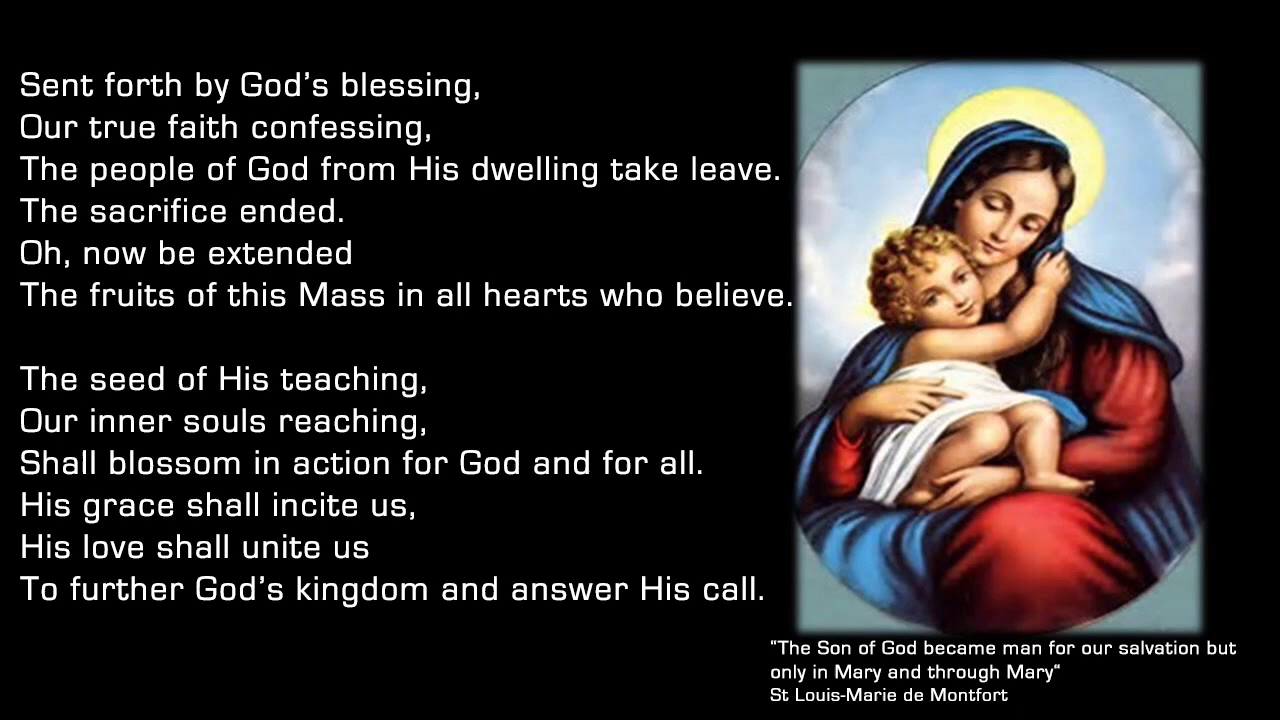 Sent forth by God's blessing,
Our true faith confessing,
The people of God from His dwelling take leave.
The sacrifice ended.
Oh, now be extended
The fruits of this Mass in all hearts who believe.

The seed of His teaching,
Our inner souls reaching,
Shall blossom in action for God and for all.
His grace shall incite us,
His love shall unite us
To further God's kingdom and answer His call.

“The Son of God became man for our salvation but
only in Mary and through Mary“
St Louis-Marie de Montfort